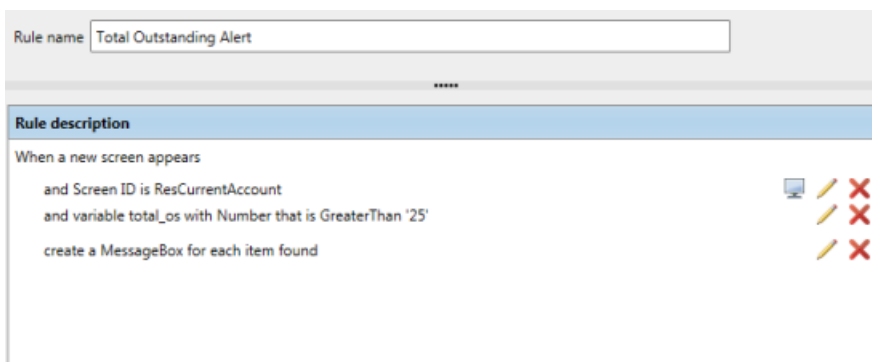 Rule name Total Outstanding Alert
Rule description
When a new screen appears
and Screen ID is ResCurrentAccount
and variable total_os with Number that is GreaterThan '25'
create a MessageBox for each item found